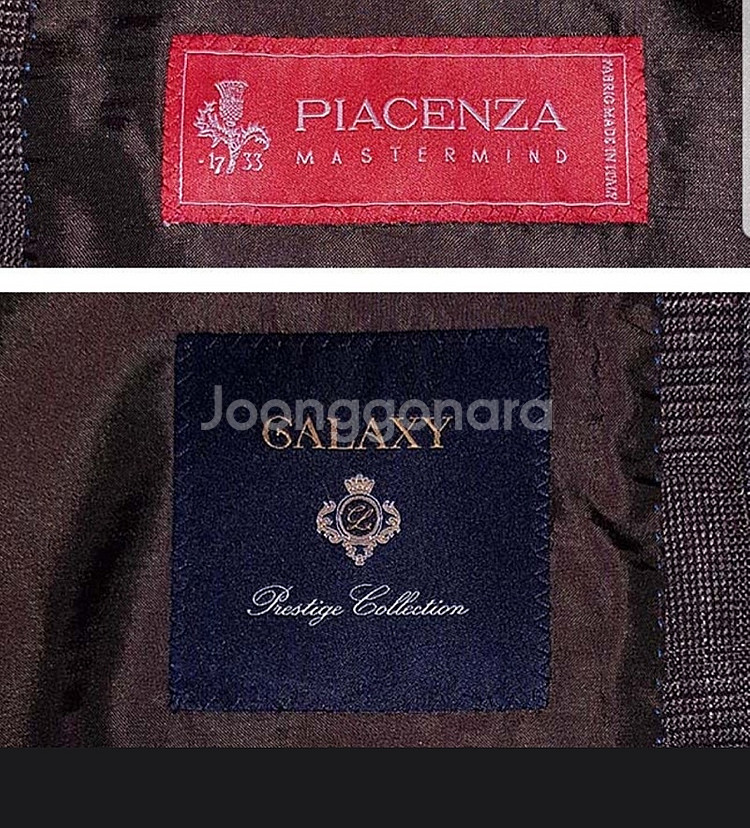 PIACENZA
MASTERMIND
·17 33
FABRIC MADE IN ITALY
Joonggonara
GALAXY
Prestige Collection